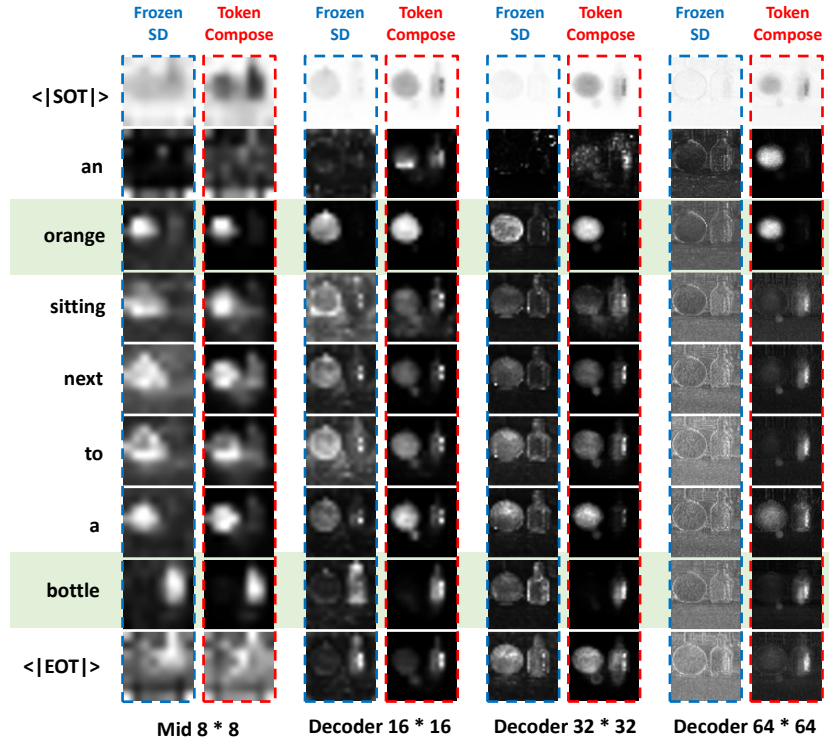 Frozen SD Token Compose Frozen SD Token Compose Frozen SD Token Compose Frozen SD Token Compose
<|SOT|>
an
orange
sitting
next
to
a
bottle
<|EOT|>
Mid 8 * 8 Decoder 16 * 16 Decoder 32 * 32 Decoder 64 * 64